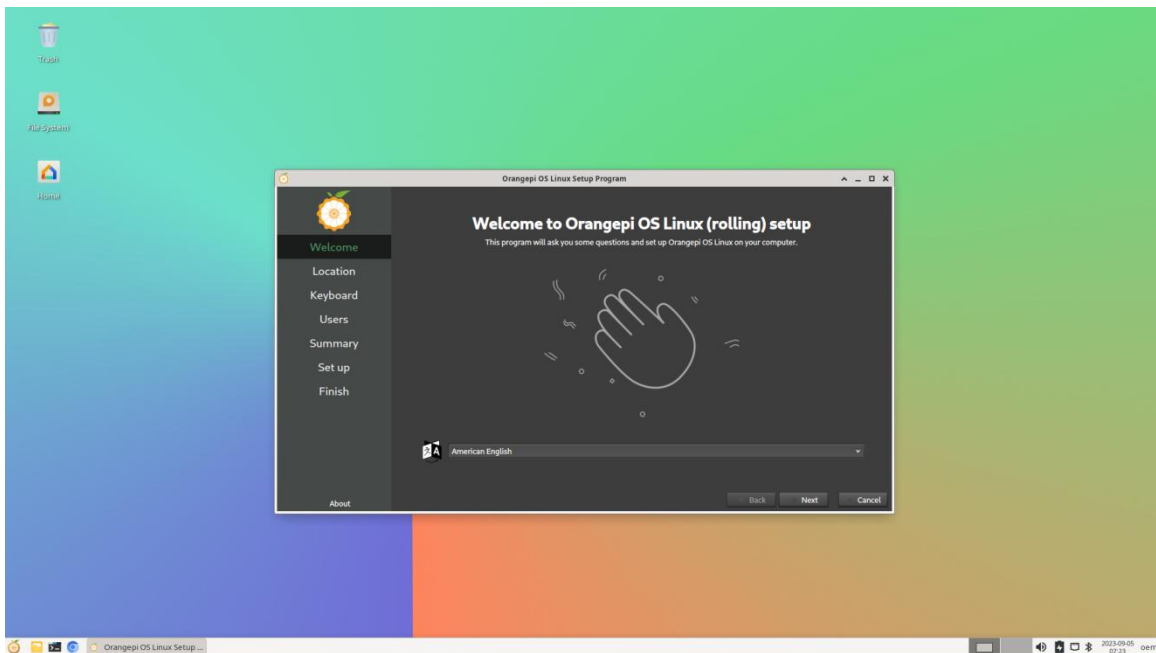 Trash
File System
Home
Orangepi OS Linux Setup Program
Welcome
Location
Keyboard
Users
Summary
Set up
Finish
About
Welcome to Orangepi OS Linux (rolling) setup
This program will ask you some questions and set up Orangepi OS Linux on your computer.
American English
Back
Next
Cancel
Orangepi OS Linux Setup ...
2023-09-05
07:23
oem